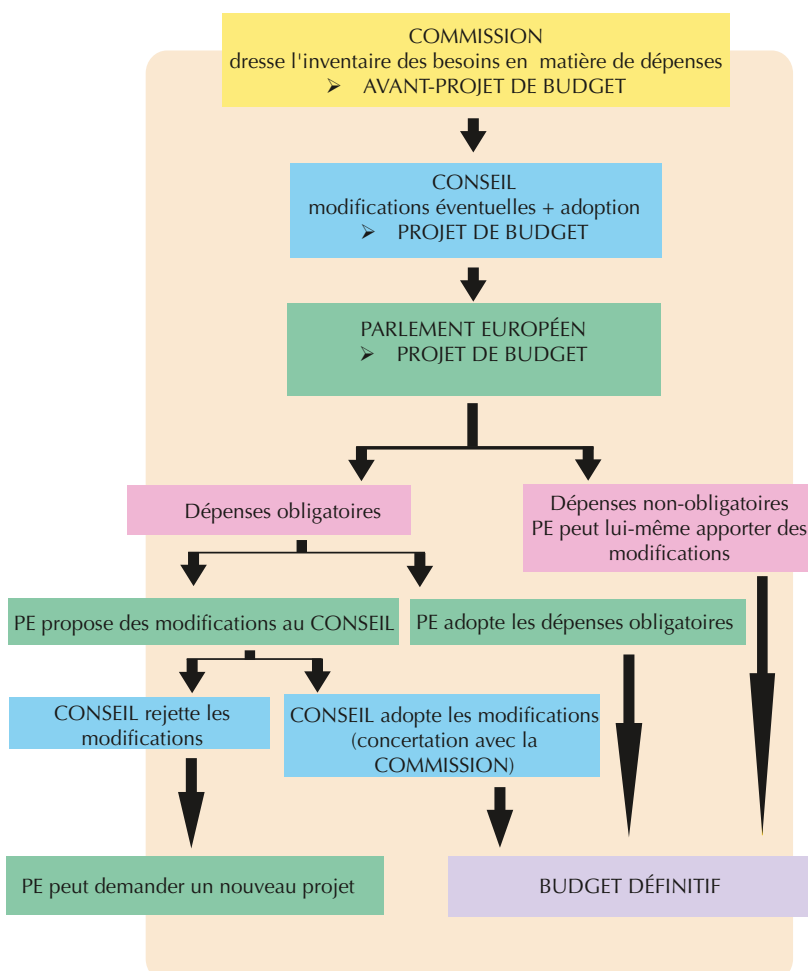 COMMISSION
dresse l'inventaire des besoins en matière de dépenses
➢ AVANT-PROJET DE BUDGET
CONSEIL
modifications éventuelles + adoption
➢ PROJET DE BUDGET
PARLEMENT EUROPÉEN
➢ PROJET DE BUDGET
Dépenses obligatoires
Dépenses non-obligatoires
PE peut lui-même apporter des
modifications
PE propose des modifications au CONSEIL
PE adopte les dépenses obligatoires
CONSEIL rejette les
modifications
CONSEIL adopte les modifications
(concertation avec la
COMMISSION)
PE peut demander un nouveau projet
BUDGET DÉFINITIF